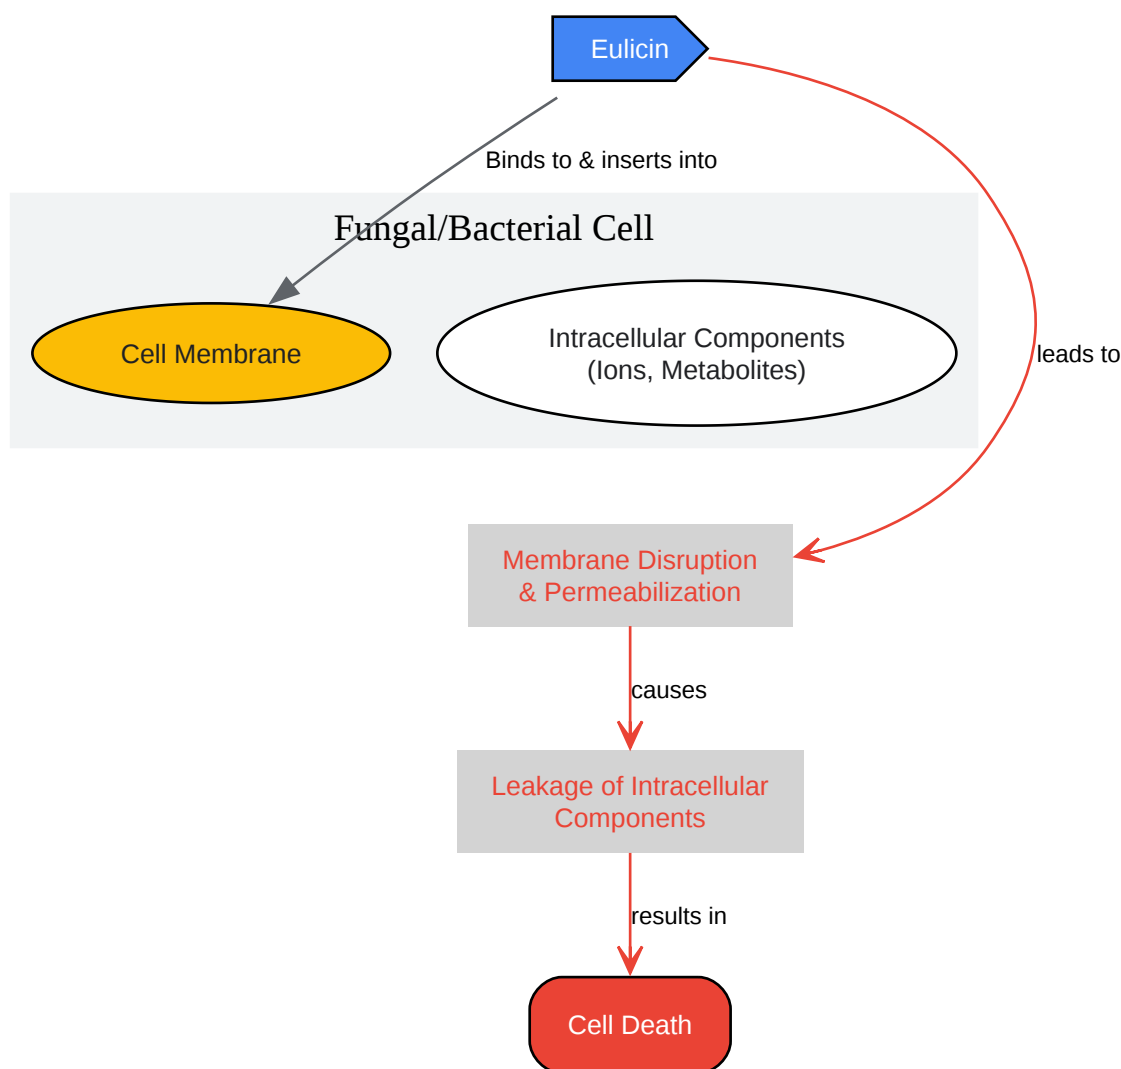 Eulicin
Binds to & inserts into
Fungal/Bacterial Cell
Cell Membrane
Intracellular Components
(Ions, Metabolites)
leads to
Membrane Disruption
& Permeabilization
causes
Leakage of Intracellular
Components
results in
Cell Death